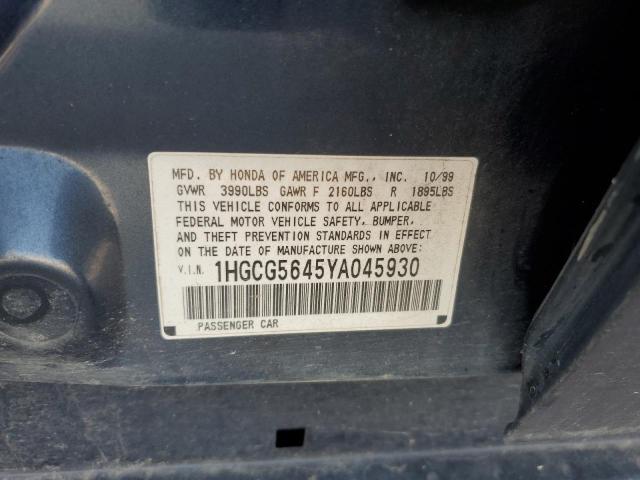 MFD. BY HONDA OF AMERICA MFG., INC. 10/99
GVWR 3990LBS GAWR F 2160LBS R 1895LBS
THIS VEHICLE CONFORMS TO ALL APPLICABLE
FEDERAL MOTOR VEHICLE SAFETY, BUMPER,
AND THEFT PREVENTION STANDARDS IN EFFECT
ON THE DATE OF MANUFACTURE SHOWN ABOVE:
V.I.N. 1HGCG5645YA045930
PASSENGER CAR